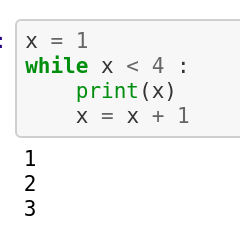 :
x = 1
while x < 4 :
    print(x)
    x = x + 1
1
2
3